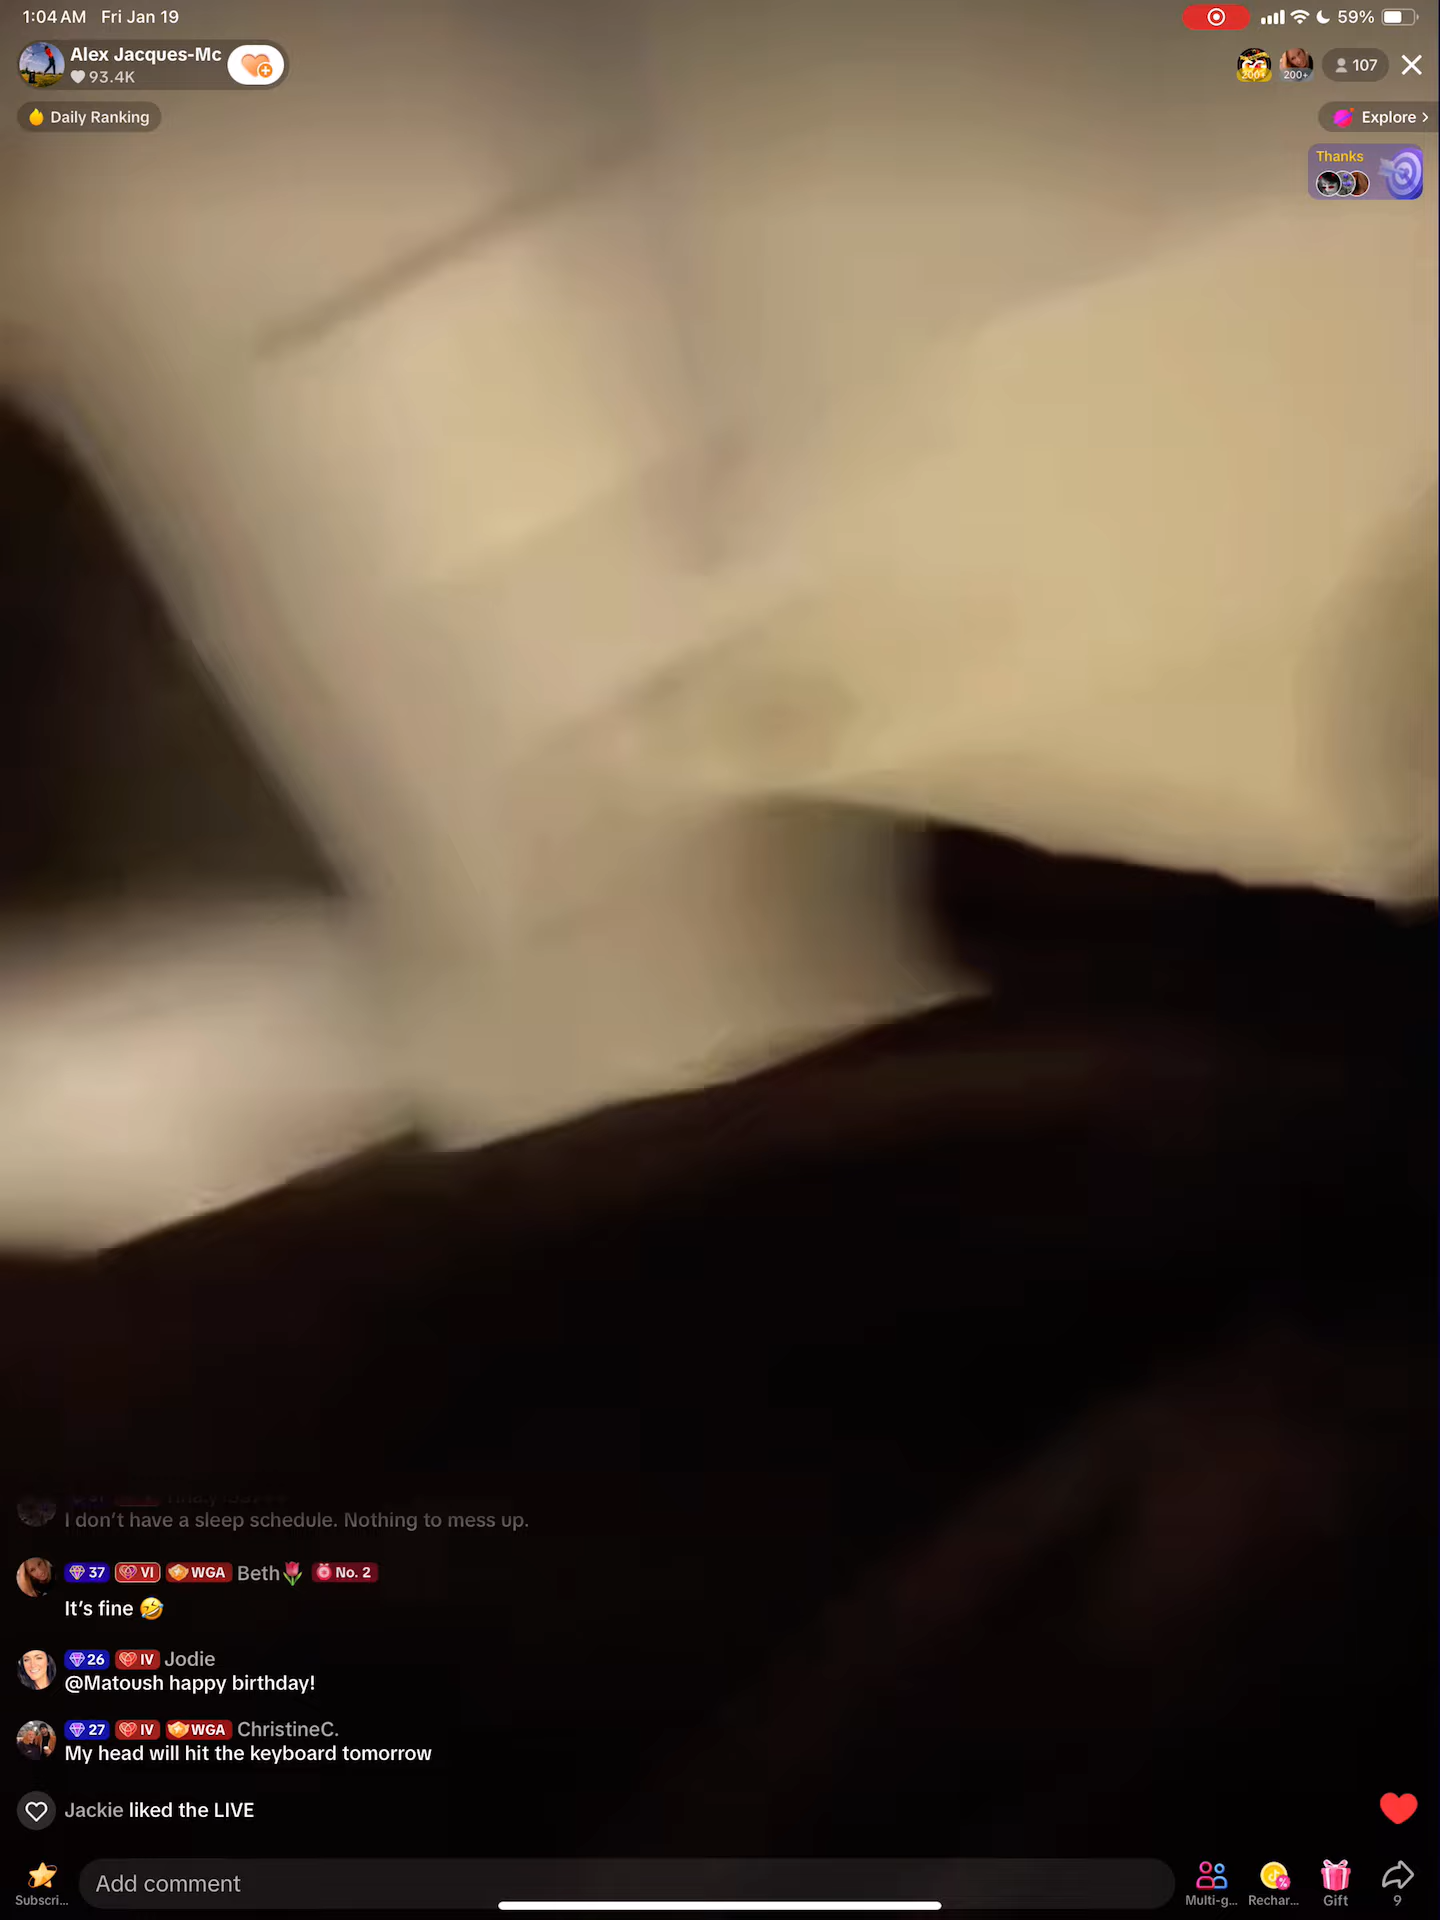 1:04 AM Fri Jan 19
59%
Alex Jacques-Mc
93.4K
200+
200+
107
Daily Ranking
Explore
Thanks
I don't have a sleep schedule. Nothing to mess up.
37 VI WGA Beth🌷 No. 2
It's fine 🤣
26 IV Jodie
@Matoush happy birthday!
27 IV WGA ChristineC.
My head will hit the keyboard tomorrow
Jackie liked the LIVE
Add comment
Subscri...
Multi-g...
Rechar...
Gift
9